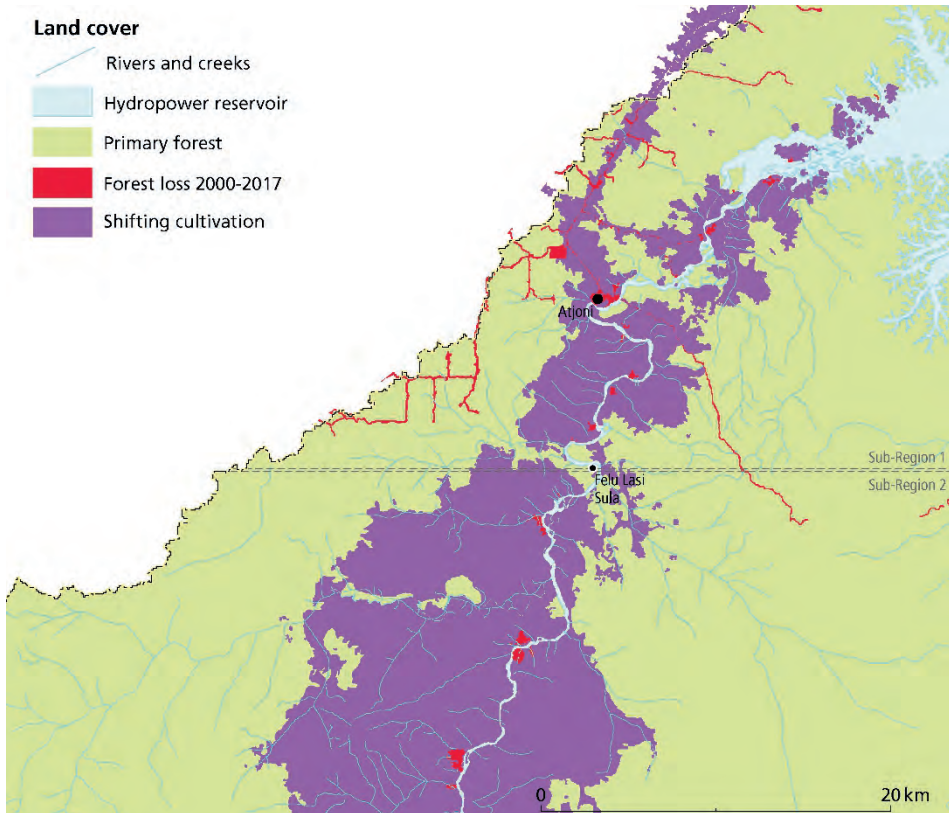 Land cover
Rivers and creeks
Hydropower reservoir
Primary forest
Forest loss 2000-2017
Shifting cultivation
Atjoni
Sub-Region 1
Sub-Region 2
Felu Lasi
Sula
0
20 km